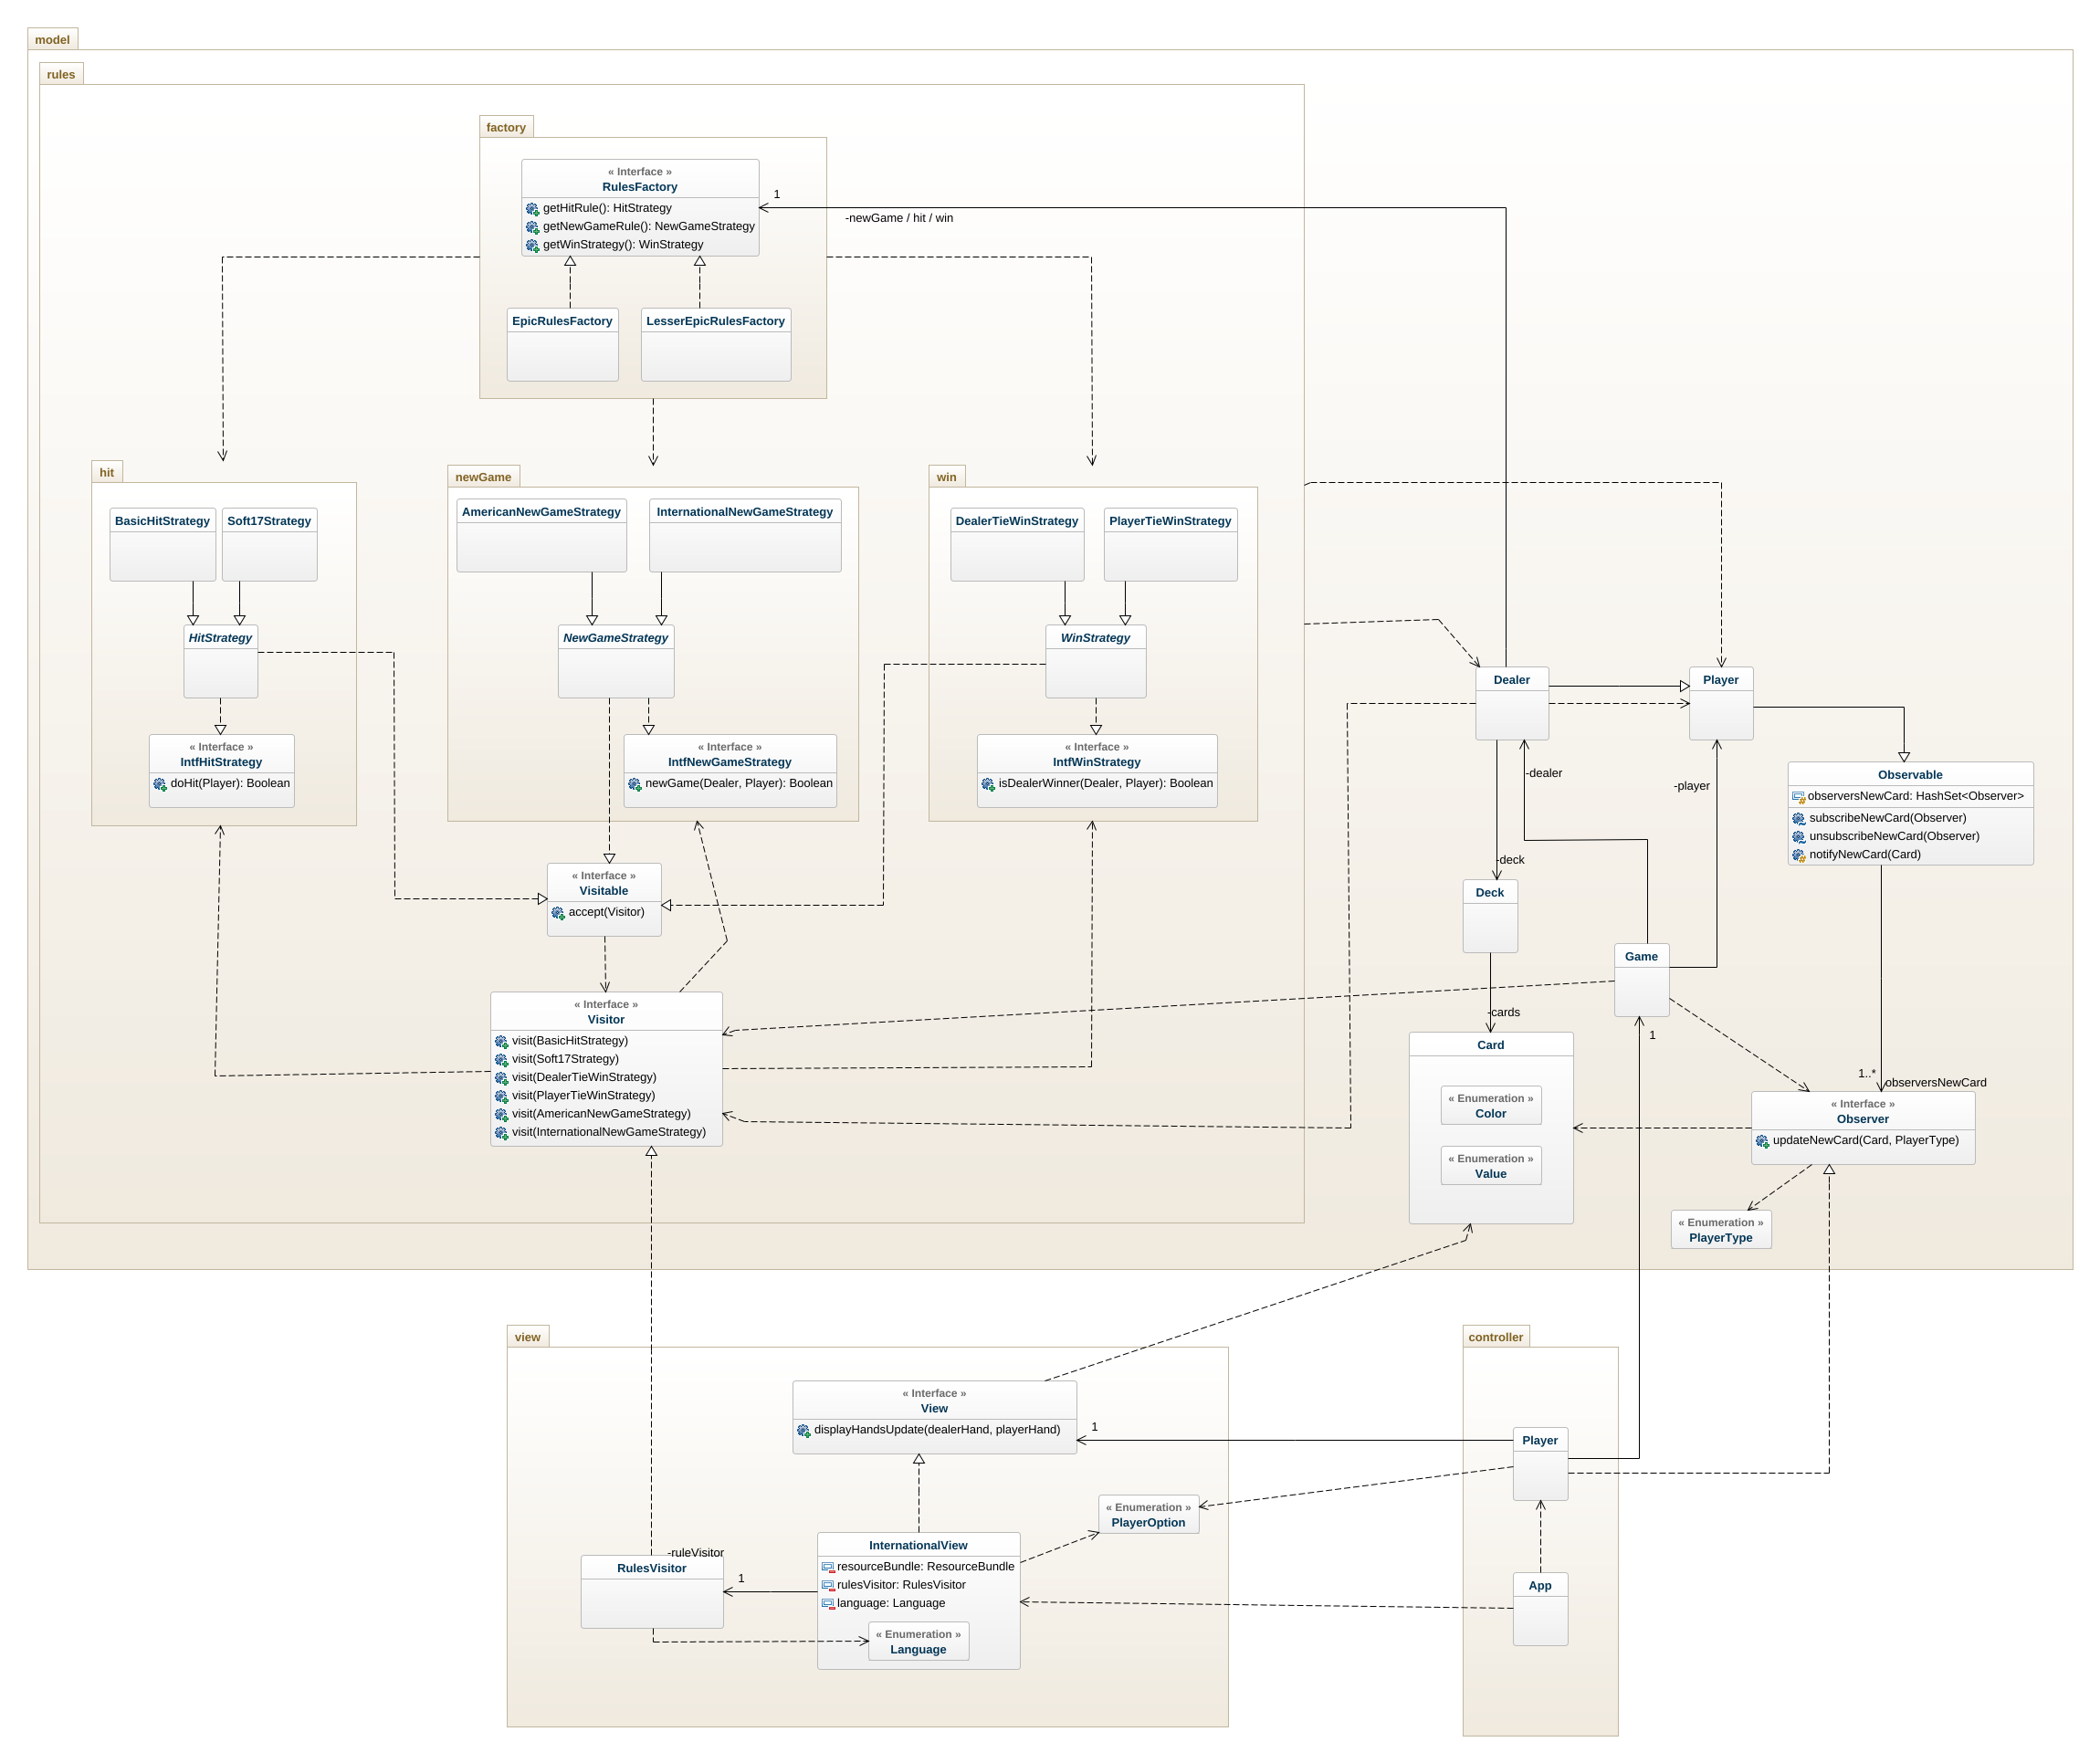 model
rules
factory
« Interface »
RulesFactory
getHitRule(): HitStrategy
getNewGameRule(): NewGameStrategy
getWinStrategy(): WinStrategy
1
-newGame / hit / win
EpicRulesFactory
LesserEpicRulesFactory
hit
BasicHitStrategy
Soft17Strategy
HitStrategy
« Interface »
IntfHitStrategy
doHit(Player): Boolean
newGame
AmericanNewGameStrategy
InternationalNewGameStrategy
NewGameStrategy
« Interface »
IntfNewGameStrategy
newGame(Dealer, Player): Boolean
win
DealerTieWinStrategy
PlayerTieWinStrategy
WinStrategy
« Interface »
IntfWinStrategy
isDealerWinner(Dealer, Player): Boolean
« Interface »
Visitable
accept(Visitor)
« Interface »
Visitor
visit(BasicHitStrategy)
visit(Soft17Strategy)
visit(DealerTieWinStrategy)
visit(PlayerTieWinStrategy)
visit(AmericanNewGameStrategy)
visit(InternationalNewGameStrategy)
Dealer
Player
-dealer
-player
Observable
observersNewCard: HashSet<Observer>
subscribeNewCard(Observer)
unsubscribeNewCard(Observer)
notifyNewCard(Card)
-deck
Deck
Game
-cards
1
Card
« Enumeration »
Color
« Enumeration »
Value
1..*
observersNewCard
« Interface »
Observer
updateNewCard(Card, PlayerType)
« Enumeration »
PlayerType
view
« Interface »
View
displayHandsUpdate(dealerHand, playerHand)
1
« Enumeration »
PlayerOption
InternationalView
resourceBundle: ResourceBundle
rulesVisitor: RulesVisitor
language: Language
« Enumeration »
Language
-ruleVisitor
1
RulesVisitor
controller
Player
App